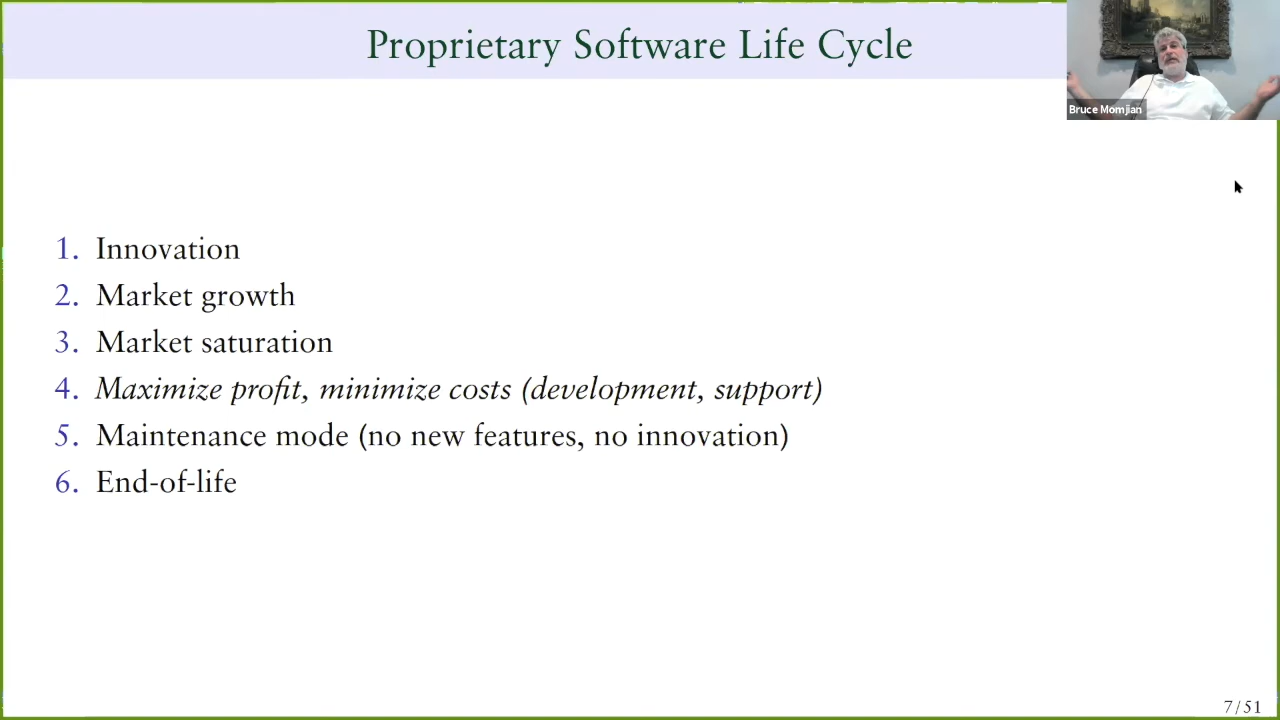 Proprietary Software Life Cycle
Bruce Momjian
1. Innovation
2. Market growth
3. Market saturation
4. Maximize profit, minimize costs (development, support)
5. Maintenance mode (no new features, no innovation)
6. End-of-life
7/51